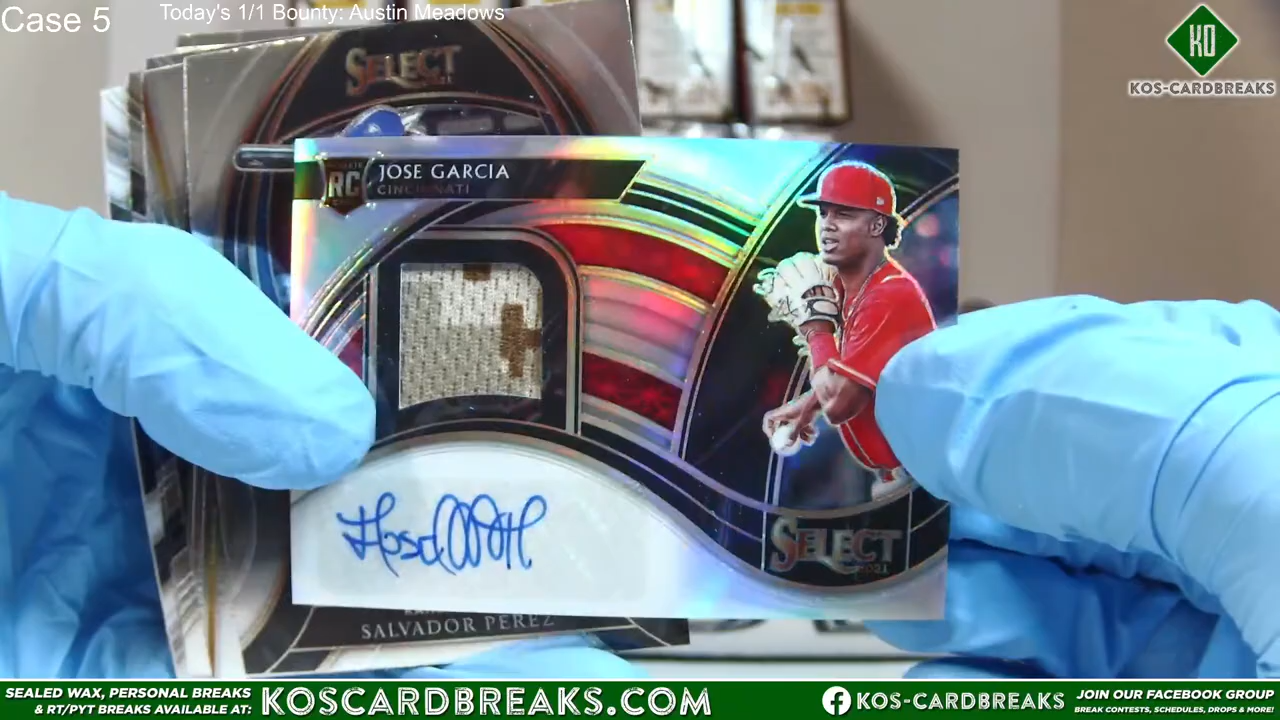 Case 5
Today's 1/1 Bounty: Austin Meadows
KO
KOS-CARDBREAKS
SELECT
2021
RC
JOSE GARCIA
CINCINNATI
SELECT
2021
SALVADOR PEREZ
SEALED WAX, PERSONAL BREAKS
& RT/PYT BREAKS AVAILABLE AT:
KOSCARDBREAKS.COM
KOS-CARDBREAKS
JOIN OUR FACEBOOK GROUP
BREAK CONTESTS, SCHEDULES, DROPS & MORE!